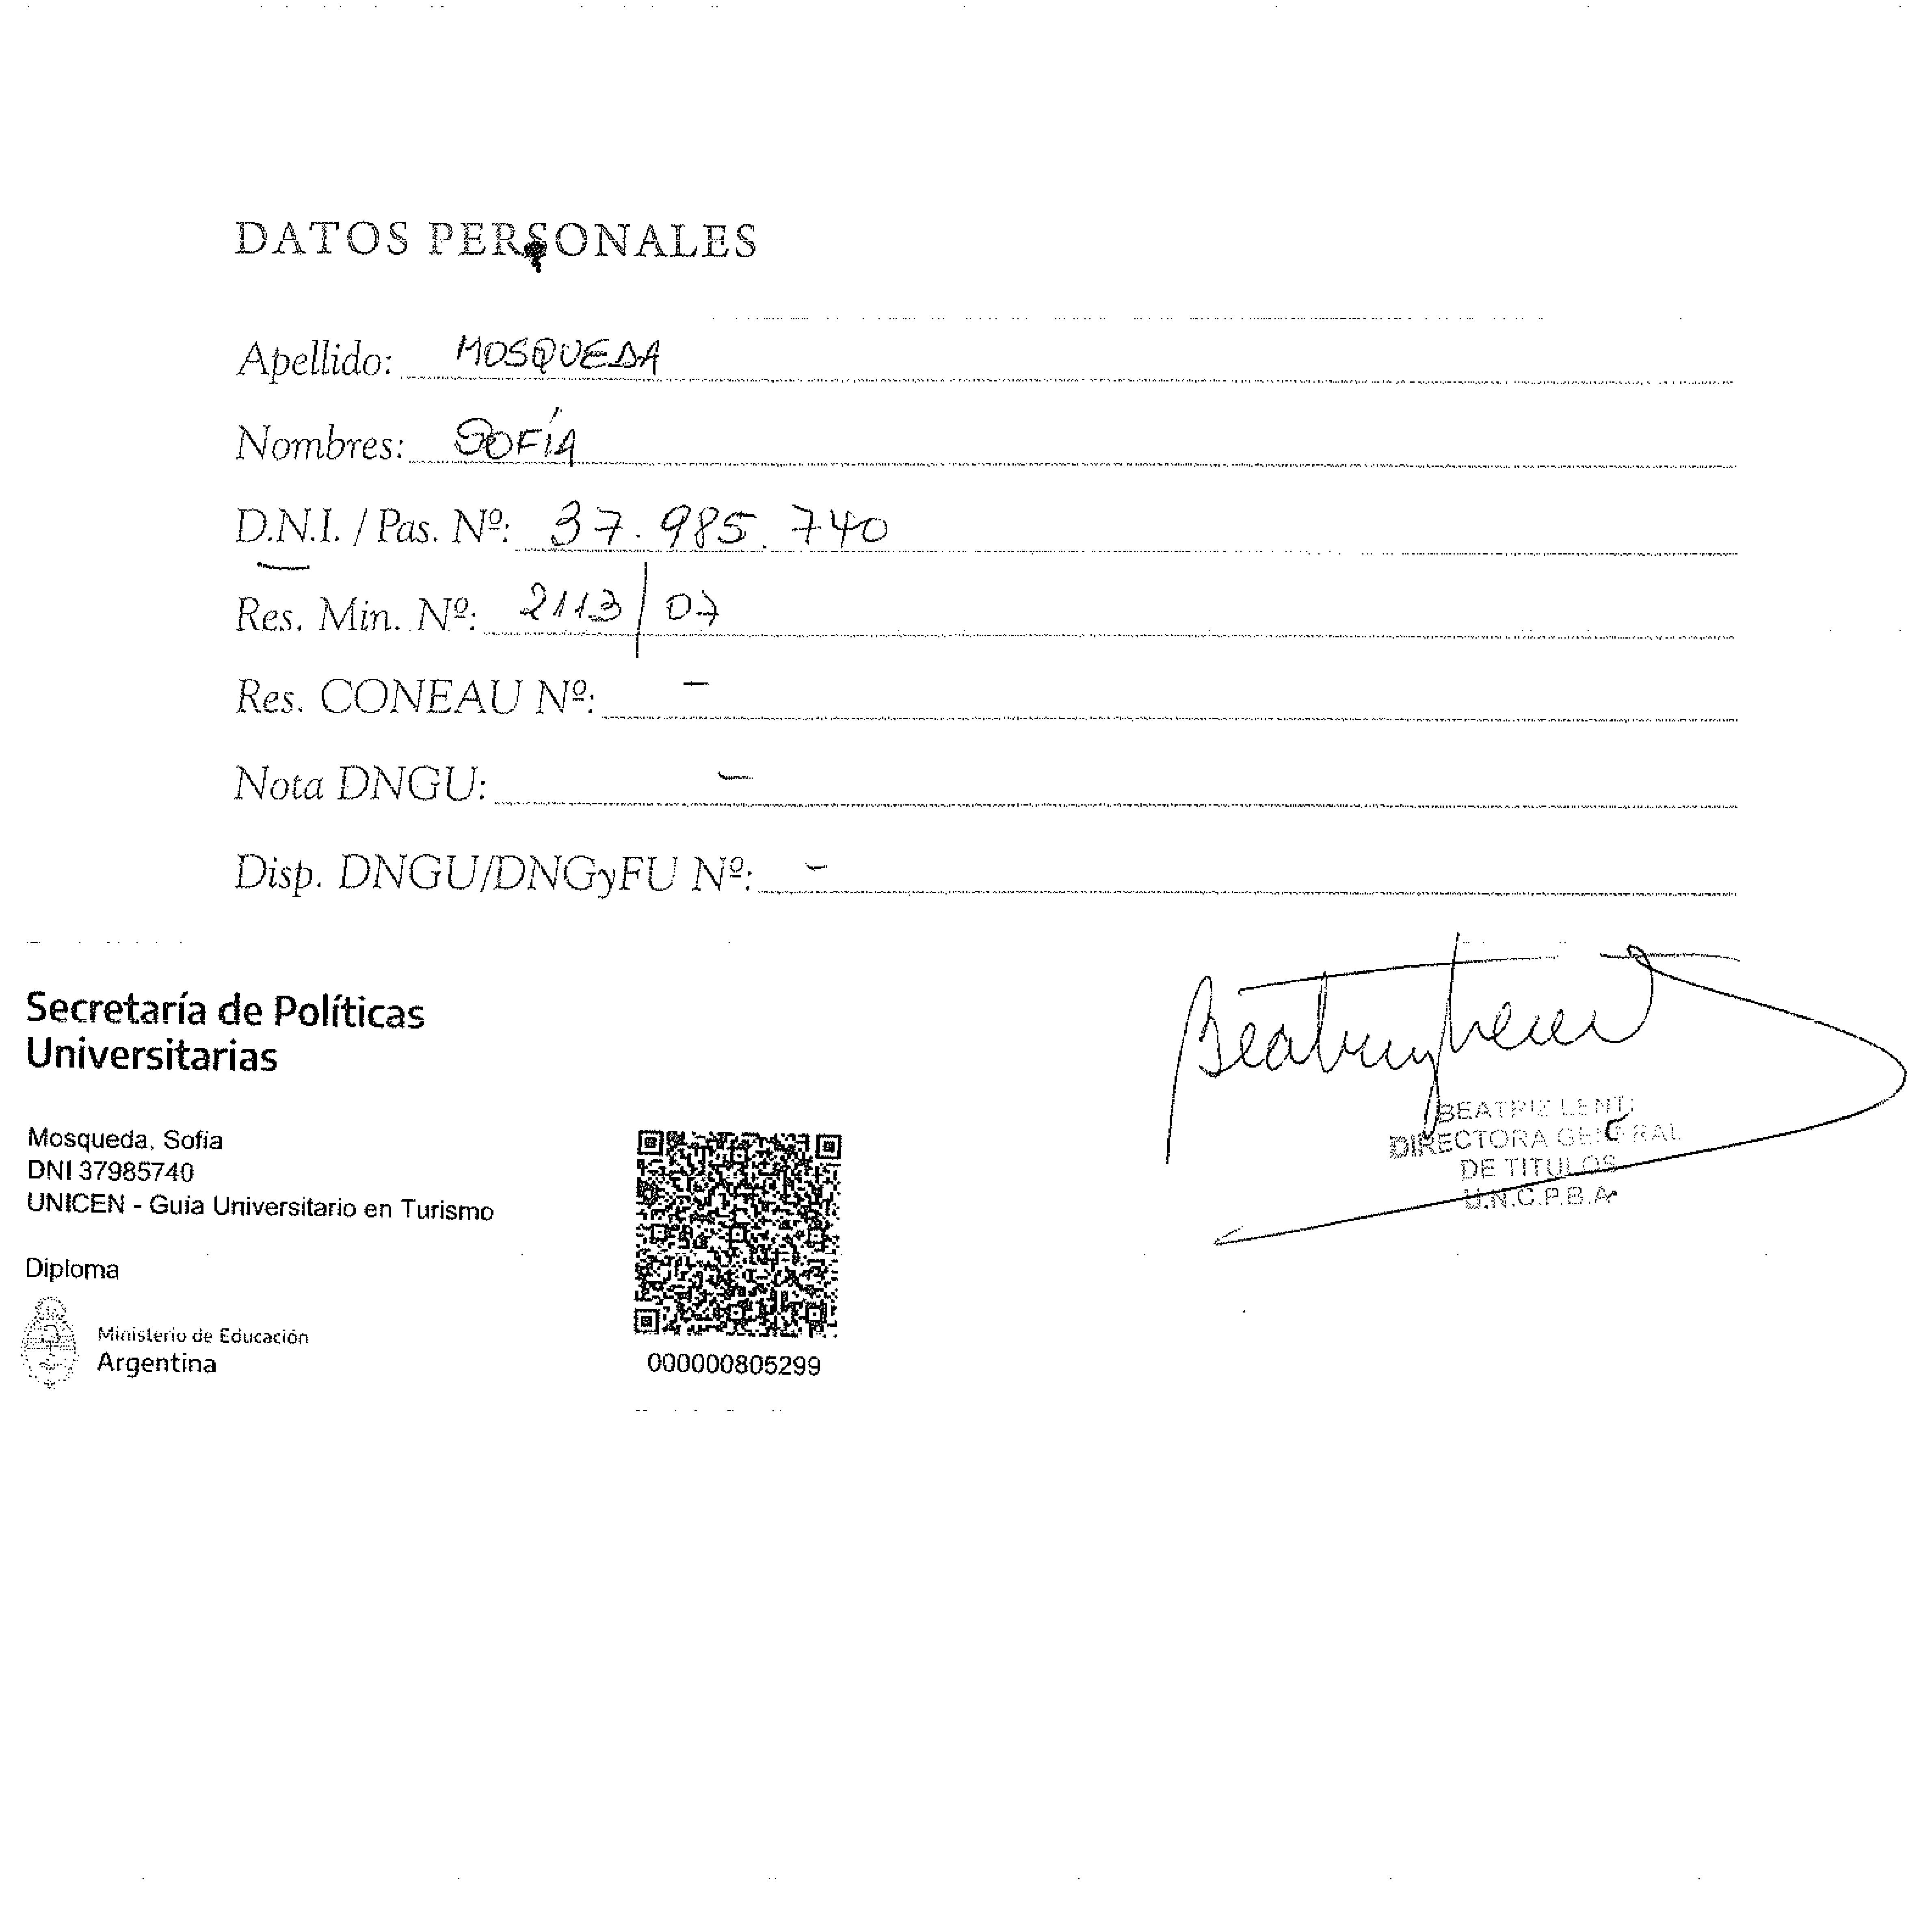 DATOS PERSONALES
Apellido: MOSQUEDA
Nombres: SOFÍA
D.N.I. / Pas. Nº: 37.985.740
Res. Min. Nº: 2113/07
Res. CONEAU Nº: -
Nota DNGU: -
Disp. DNGU/DNGyFU Nº: -
Secretaría de Políticas
Universitarias
Mosqueda, Sofia
DNI 37985740
UNICEN - Guía Universitario en Turismo
Diploma
Ministerio de Educación
Argentina
000000805299
BEATRIZ LENTI
DIRECTORA GENERAL
DE TITULOS
U.N.C.P.B.A.